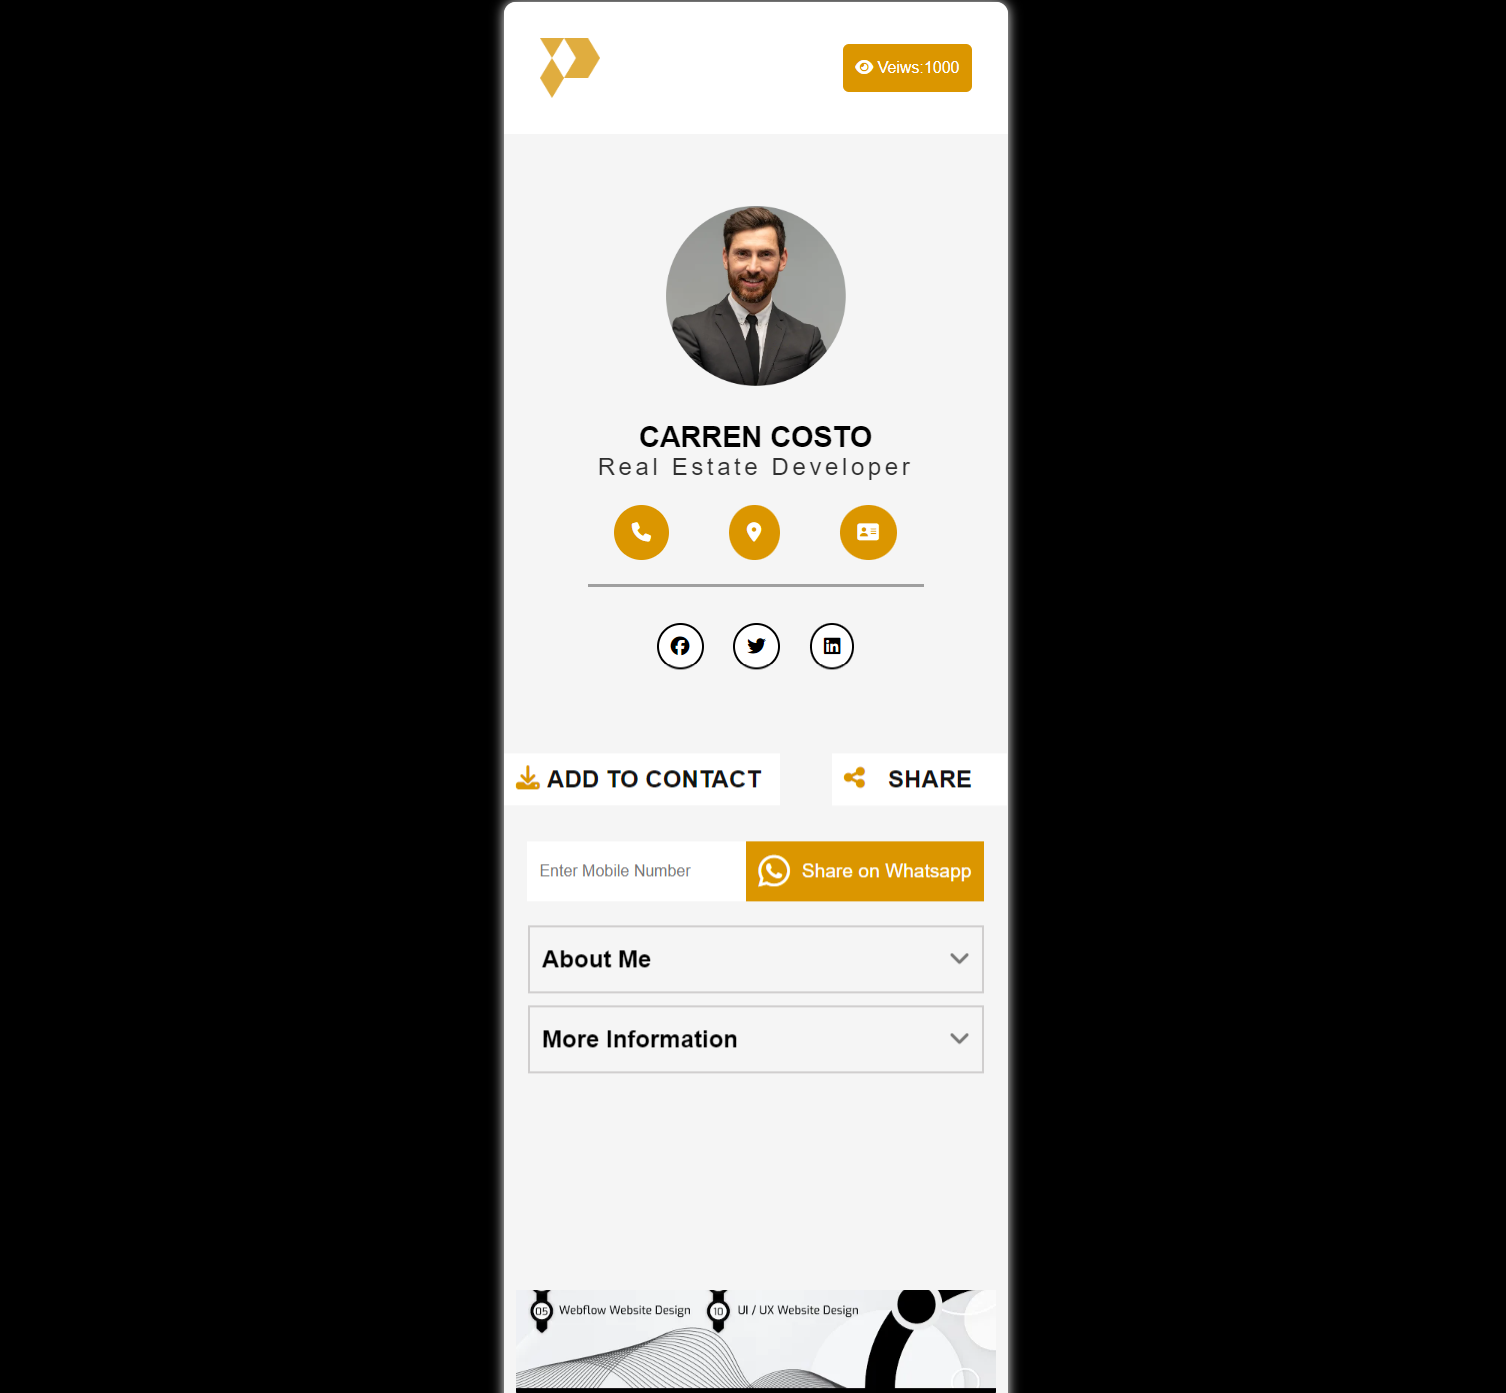 Veiws:1000
CARREN COSTO
Real Estate Developer
ADD TO CONTACT
SHARE
Enter Mobile Number
Share on Whatsapp
About Me
More Information
05 Webflow Website Design
10 UI / UX Website Design